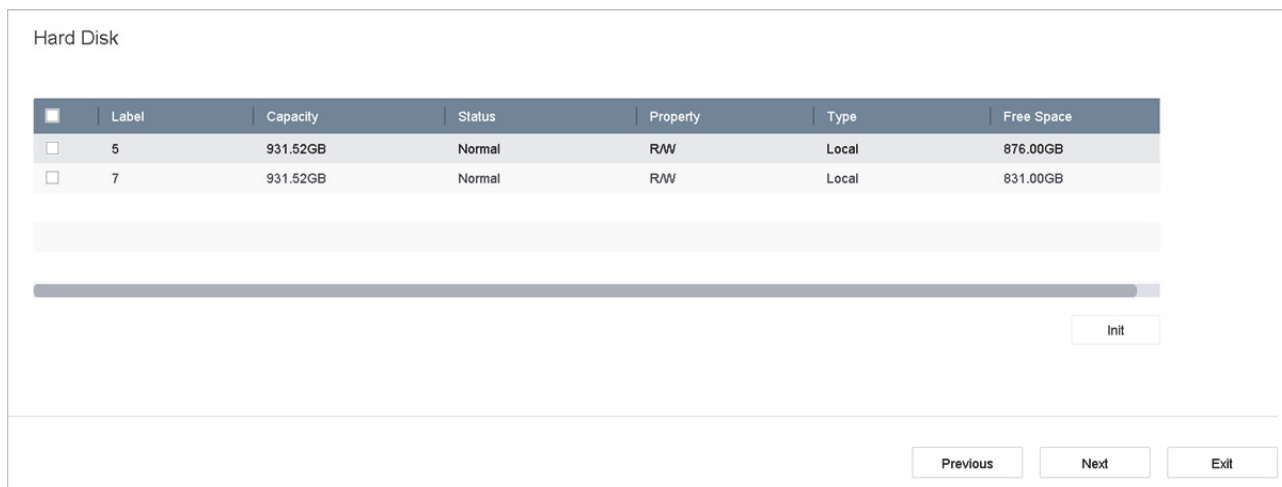 Hard Disk
Label Capacity Status Property Type Free Space
5 931.52GB Normal R/W Local 876.00GB
7 931.52GB Normal R/W Local 831.00GB
Init
Previous Next Exit